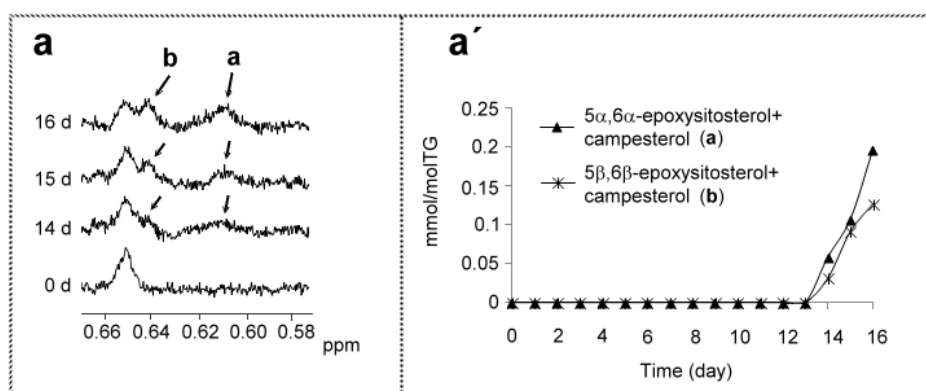 a
b a
16 d
15 d
14 d
0 d
0.66 0.64 0.62 0.60 0.58
ppm
a´
0.25
0.2
0.15
0.1
0.05
0
mmol/molTG
5α,6α-epoxysitosterol+
campesterol (a)
5β,6β-epoxysitosterol+
campesterol (b)
0 2 4 6 8 10 12 14 16
Time (day)